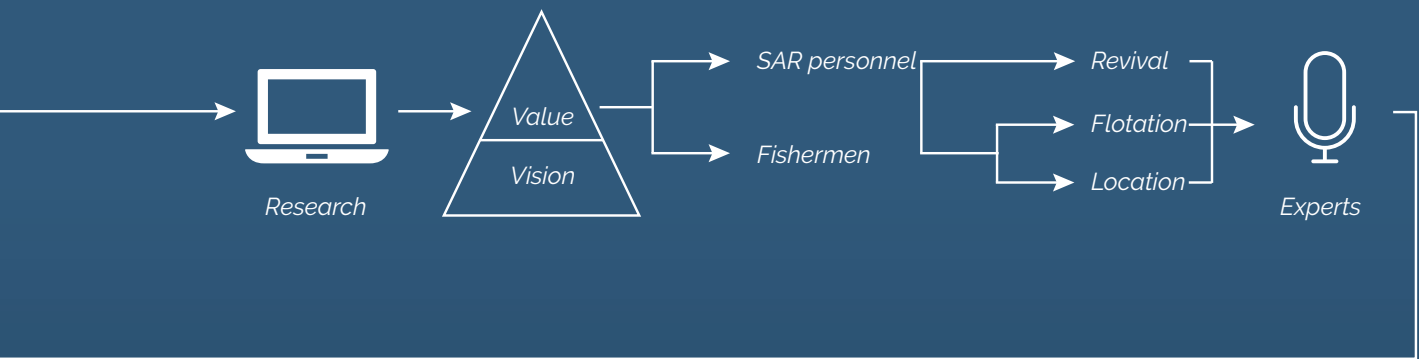 Research
Value
Vision
SAR personnel
Fishermen
Revival
Flotation
Location
Experts